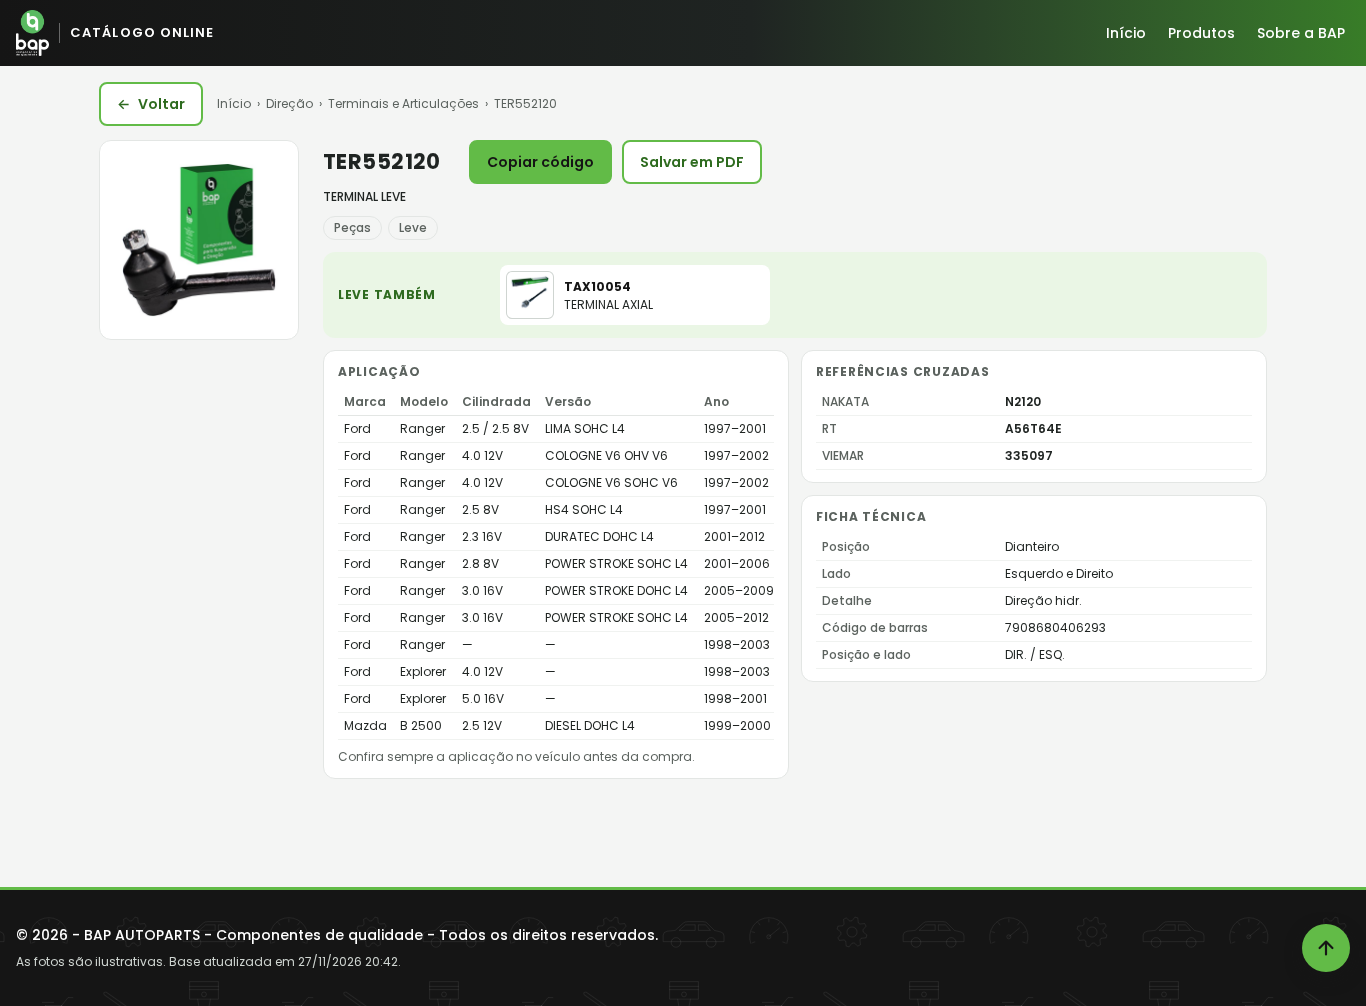 bap
CATÁLOGO ONLINE
Início Produtos Sobre a BAP
← Voltar
Início › Direção › Terminais e Articulações › TER552120
bap
Componentes
para Suspensão
e Direção
TER552120
Copiar código
Salvar em PDF
TERMINAL LEVE
Peças Leve
LEVE TAMBÉM
TAX10054
TERMINAL AXIAL
APLICAÇÃO
Marca Modelo Cilindrada Versão Ano
Ford Ranger 2.5 / 2.5 8V LIMA SOHC L4 1997–2001
Ford Ranger 4.0 12V COLOGNE V6 OHV V6 1997–2002
Ford Ranger 4.0 12V COLOGNE V6 SOHC V6 1997–2002
Ford Ranger 2.5 8V HS4 SOHC L4 1997–2001
Ford Ranger 2.3 16V DURATEC DOHC L4 2001–2012
Ford Ranger 2.8 8V POWER STROKE SOHC L4 2001–2006
Ford Ranger 3.0 16V POWER STROKE DOHC L4 2005–2009
Ford Ranger 3.0 16V POWER STROKE SOHC L4 2005–2012
Ford Ranger — — 1998–2003
Ford Explorer 4.0 12V — 1998–2003
Ford Explorer 5.0 16V — 1998–2001
Mazda B 2500 2.5 12V DIESEL DOHC L4 1999–2000
Confira sempre a aplicação no veículo antes da compra.
REFERÊNCIAS CRUZADAS
NAKATA N2120
RT A56T64E
VIEMAR 335097
FICHA TÉCNICA
Posição Dianteiro
Lado Esquerdo e Direito
Detalhe Direção hidr.
Código de barras 7908680406293
Posição e lado DIR. / ESQ.
© 2026 - BAP AUTOPARTS - Componentes de qualidade - Todos os direitos reservados.
As fotos são ilustrativas. Base atualizada em 27/11/2026 20:42.